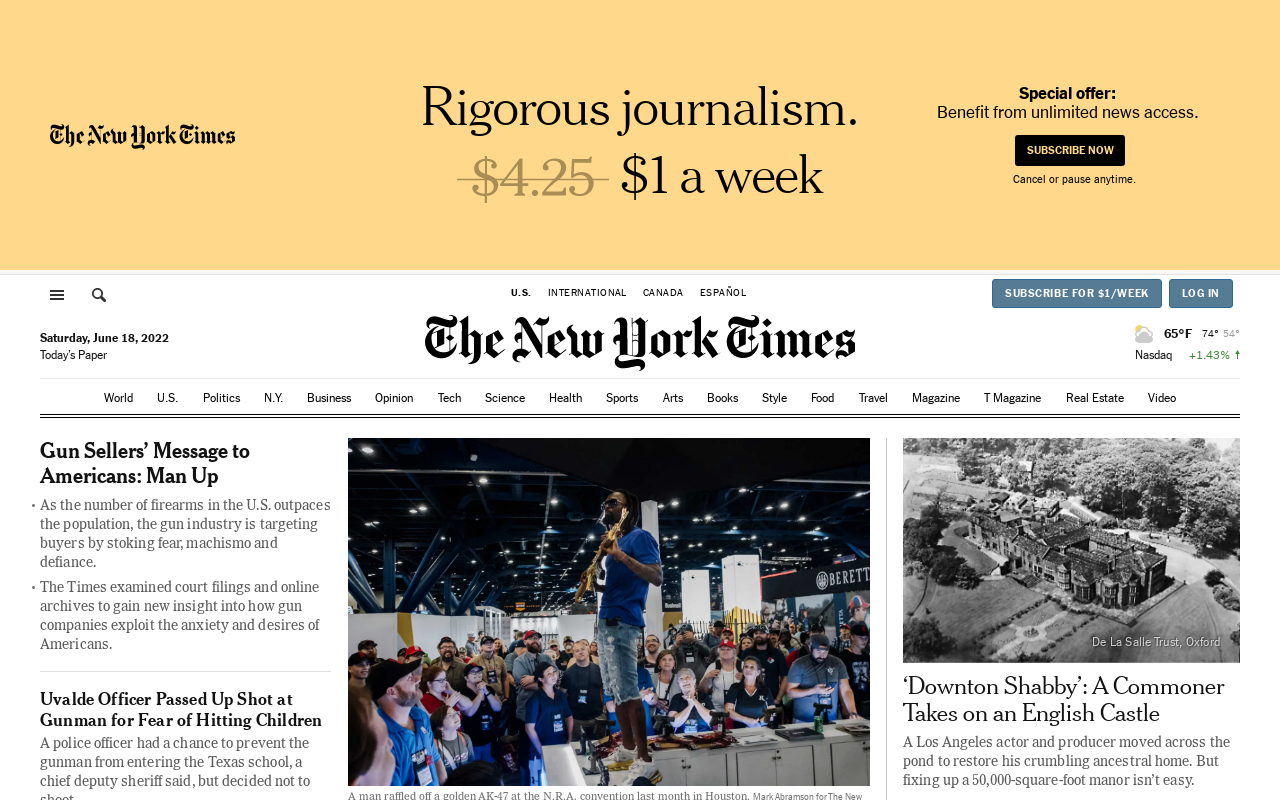 The New York Times
Rigorous journalism.
$4.25 $1 a week
Special offer:
Benefit from unlimited news access.
SUBSCRIBE NOW
Cancel or pause anytime.
U.S. INTERNATIONAL CANADA ESPAÑOL
SUBSCRIBE FOR $1/WEEK LOG IN
Saturday, June 18, 2022
Today's Paper
The New York Times
65°F 74° 54°
Nasdaq +1.43% ↑
World U.S. Politics N.Y. Business Opinion Tech Science Health Sports Arts Books Style Food Travel Magazine T Magazine Real Estate Video
Gun Sellers’ Message to
Americans: Man Up
• As the number of firearms in the U.S. outpaces
the population, the gun industry is targeting
buyers by stoking fear, machismo and
defiance.
• The Times examined court filings and online
archives to gain new insight into how gun
companies exploit the anxiety and desires of
Americans.
Uvalde Officer Passed Up Shot at
Gunman for Fear of Hitting Children
A police officer had a chance to prevent the
gunman from entering the Texas school, a
chief deputy sheriff said, but decided not to
shoot.
BERETT
A man raffled off a golden AK-47 at the N.R.A. convention last month in Houston. Mark Abramson for The New
De La Salle Trust, Oxford
‘Downton Shabby’: A Commoner
Takes on an English Castle
A Los Angeles actor and producer moved across the
pond to restore his crumbling ancestral home. But
fixing up a 50,000-square-foot manor isn’t easy.